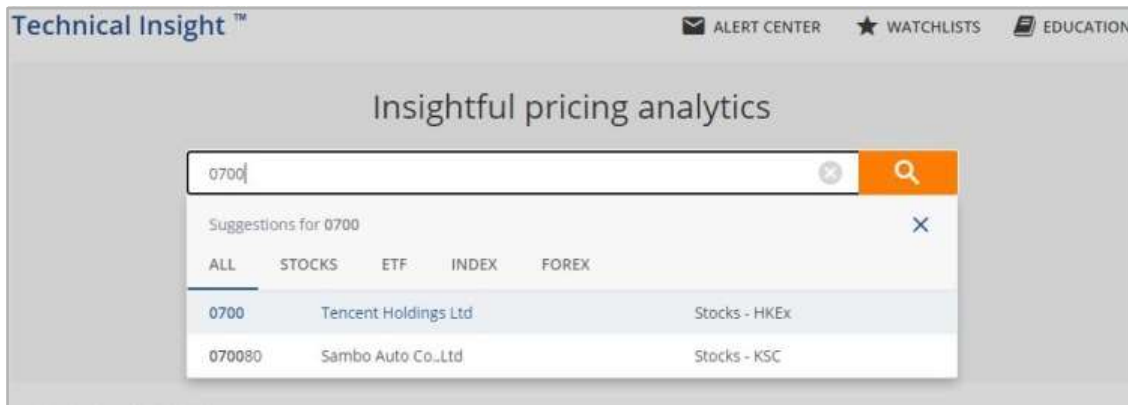 Technical Insight ™ ALERT CENTER WATCHLISTS EDUCATION
Insightful pricing analytics
0700
Suggestions for 0700
ALL STOCKS ETF INDEX FOREX
0700 Tencent Holdings Ltd Stocks - HKEx
070080 Sambo Auto Co.,Ltd Stocks - KSC